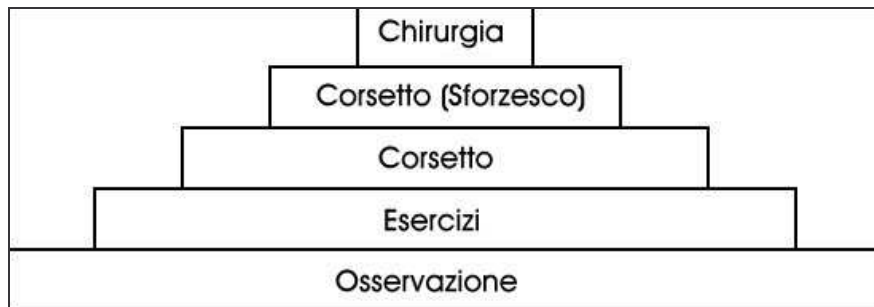 Chirurgia
Corsetto (Sforzesco)
Corsetto
Esercizi
Osservazione